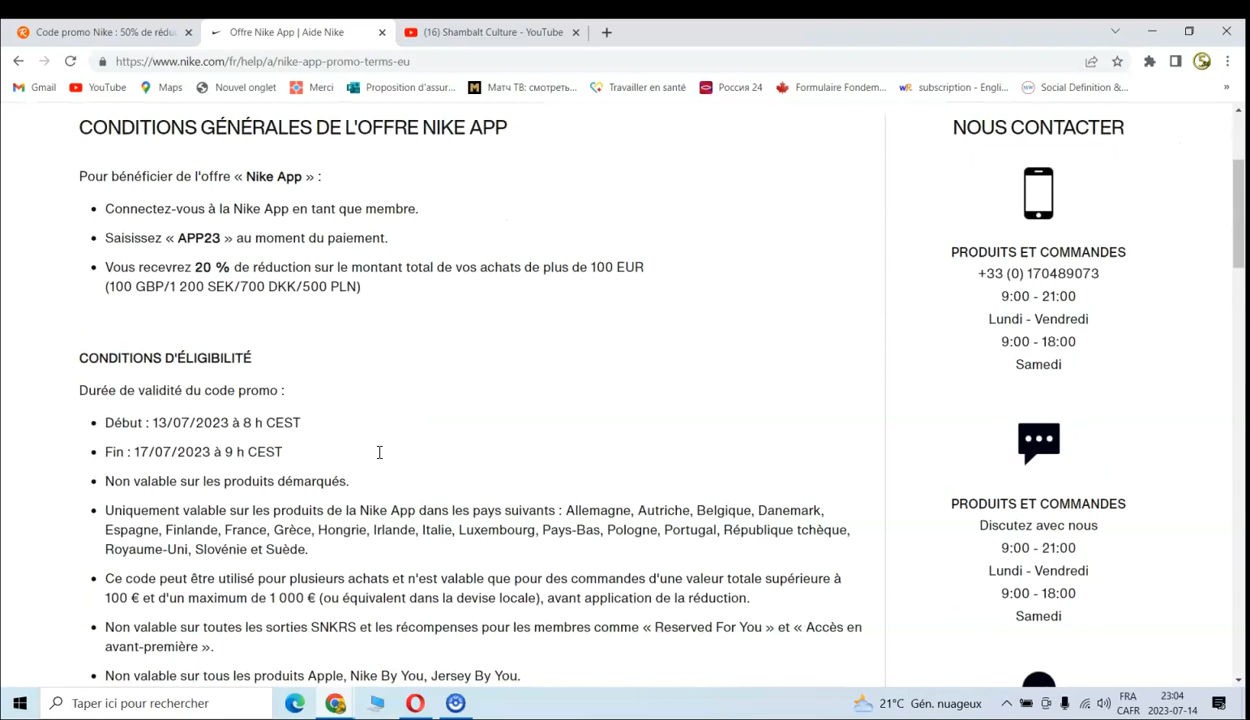 Code promo Nike : 50% de rédu
Offre Nike App | Aide Nike
(16) Shambalt Culture - YouTube
https://www.nike.com/fr/help/a/nike-app-promo-terms-eu
Gmail YouTube Maps Nouvel onglet Merci Proposition d'assur... Матч ТВ: смотреть... Travailler en santé Россия 24 Formulaire Fondem... subscription - Engli... Social Definition &... »
CONDITIONS GÉNÉRALES DE L'OFFRE NIKE APP
Pour bénéficier de l'offre « Nike App » :
• Connectez-vous à la Nike App en tant que membre.
• Saisissez « APP23 » au moment du paiement.
• Vous recevrez 20 % de réduction sur le montant total de vos achats de plus de 100 EUR
(100 GBP/1 200 SEK/700 DKK/500 PLN)
CONDITIONS D'ÉLIGIBILITÉ
Durée de validité du code promo :
• Début : 13/07/2023 à 8 h CEST
• Fin : 17/07/2023 à 9 h CEST
• Non valable sur les produits démarqués.
• Uniquement valable sur les produits de la Nike App dans les pays suivants : Allemagne, Autriche, Belgique, Danemark,
Espagne, Finlande, France, Grèce, Hongrie, Irlande, Italie, Luxembourg, Pays-Bas, Pologne, Portugal, République tchèque,
Royaume-Uni, Slovénie et Suède.
• Ce code peut être utilisé pour plusieurs achats et n'est valable que pour des commandes d'une valeur totale supérieure à
100 € et d'un maximum de 1 000 € (ou équivalent dans la devise locale), avant application de la réduction.
• Non valable sur toutes les sorties SNKRS et les récompenses pour les membres comme « Reserved For You » et « Accès en
avant-première ».
• Non valable sur tous les produits Apple, Nike By You, Jersey By You.
NOUS CONTACTER
PRODUITS ET COMMANDES
+33 (0) 170489073
9:00 - 21:00
Lundi - Vendredi
9:00 - 18:00
Samedi
PRODUITS ET COMMANDES
Discutez avec nous
9:00 - 21:00
Lundi - Vendredi
9:00 - 18:00
Samedi
Taper ici pour rechercher
21°C Gén. nuageux
FRA
CAFR
23:04
2023-07-14